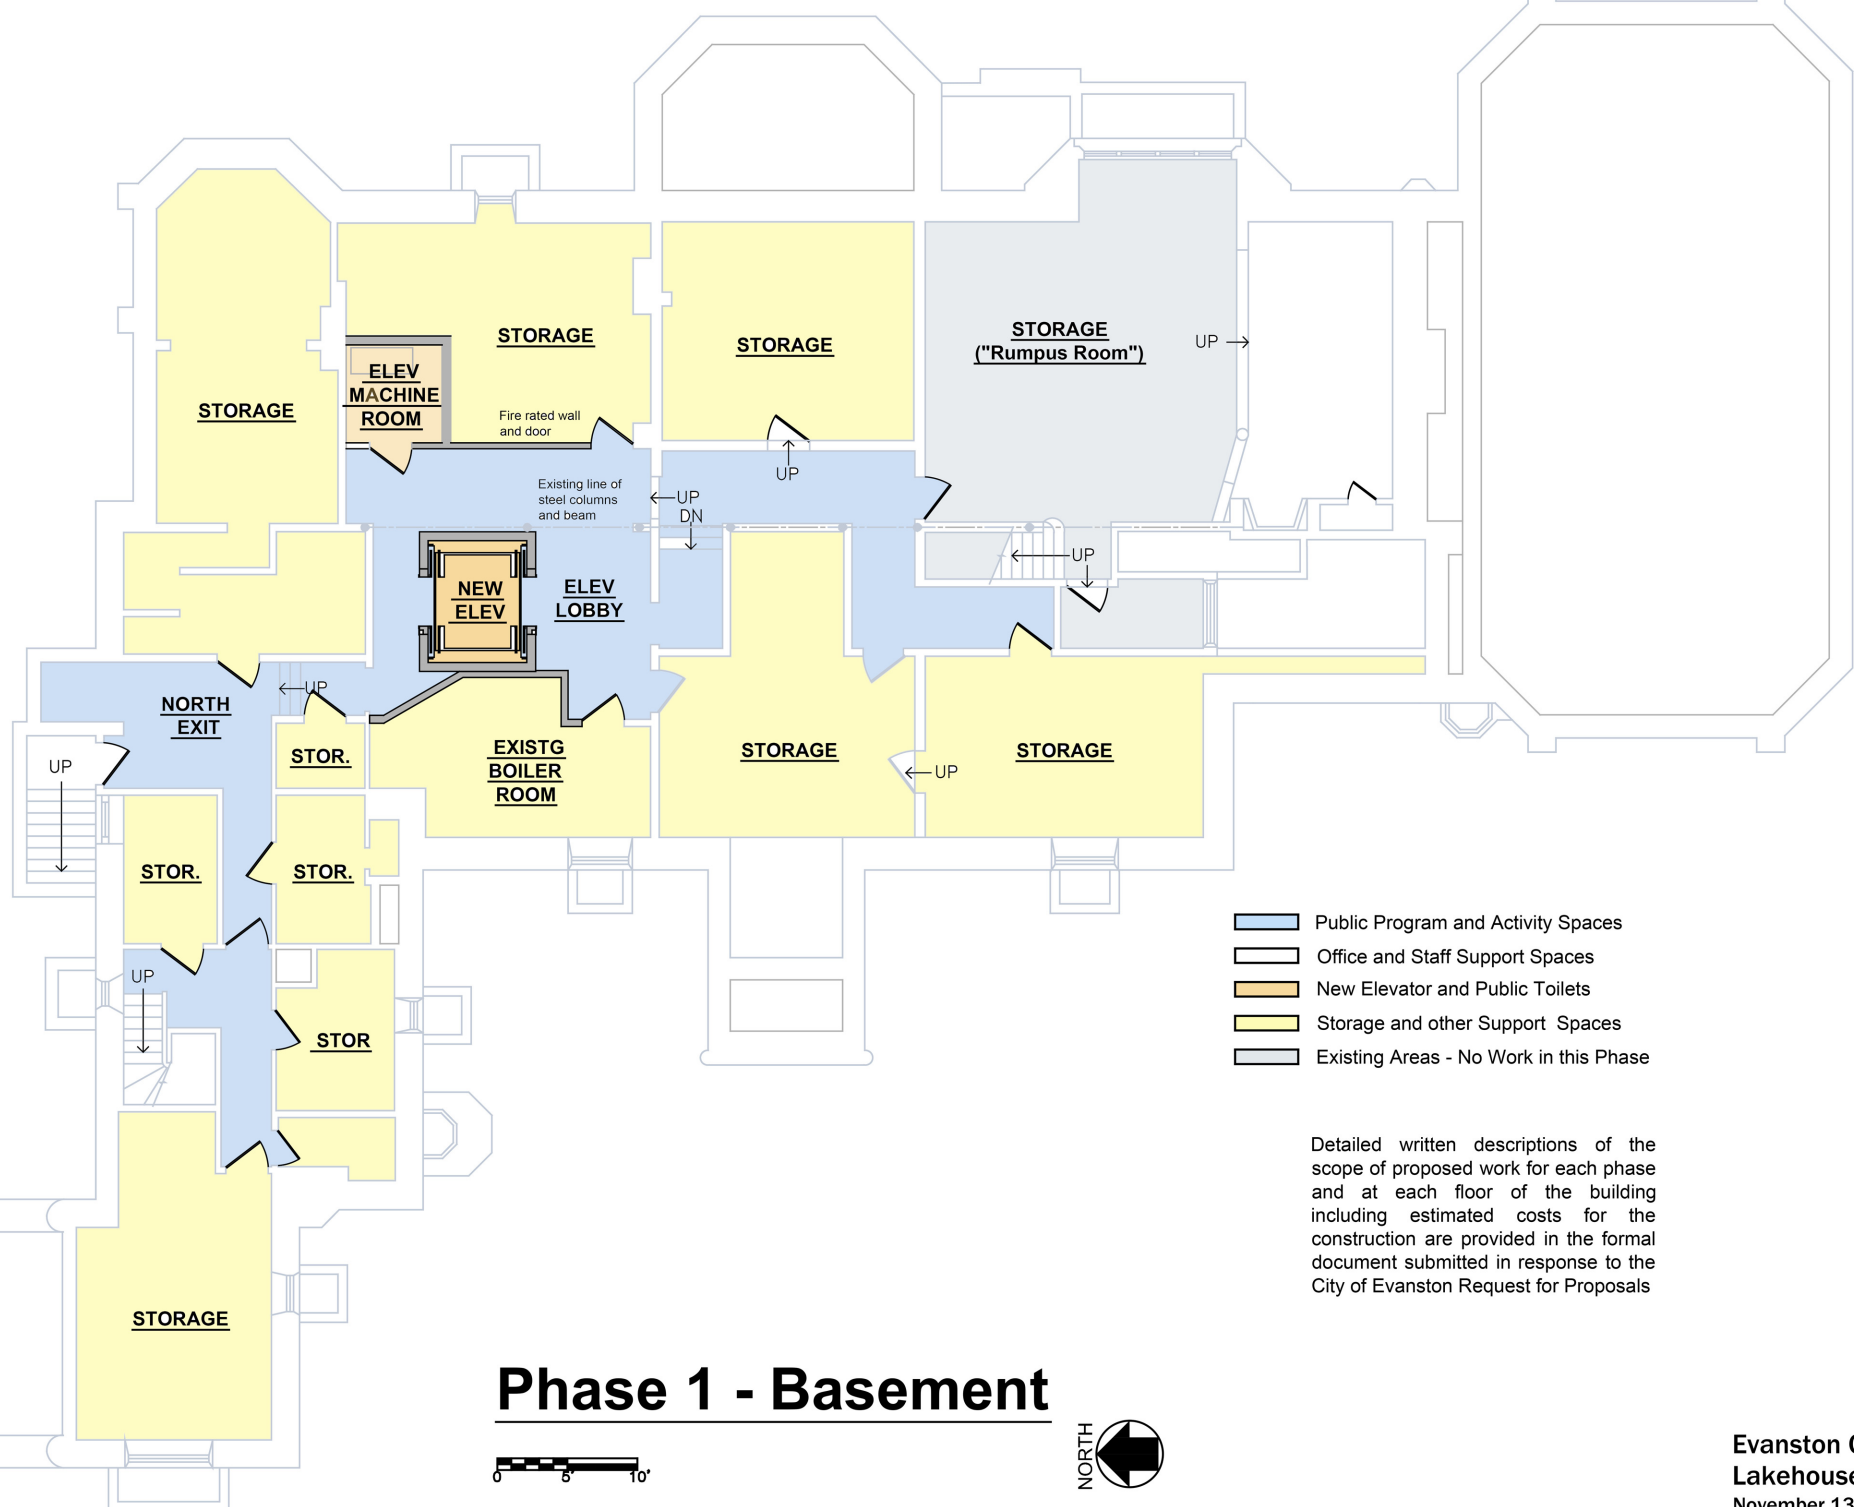 STORAGE
STORAGE
("Rumpus Room")
UP
STORAGE
ELEV
MACHINE
ROOM
STORAGE
Fire rated wall
and door
UP
Existing line of
steel columns
and beam
UP
DN
UP
NEW
ELEV
ELEV
LOBBY
NORTH
EXIT
UP
EXISTG
BOILER
ROOM
STOR.
STORAGE
STORAGE
UP
UP
STOR.
STOR.
UP
STOR
STORAGE
Public Program and Activity Spaces
Office and Staff Support Spaces
New Elevator and Public Toilets
Storage and other Support Spaces
Existing Areas - No Work in this Phase
Detailed written descriptions of the
scope of proposed work for each phase
and at each floor of the building
including estimated costs for the
construction are provided in the formal
document submitted in response to the
City of Evanston Request for Proposals
Phase 1 - Basement
0 5' 10'
NORTH
Evanston
Lakehouse
November 13